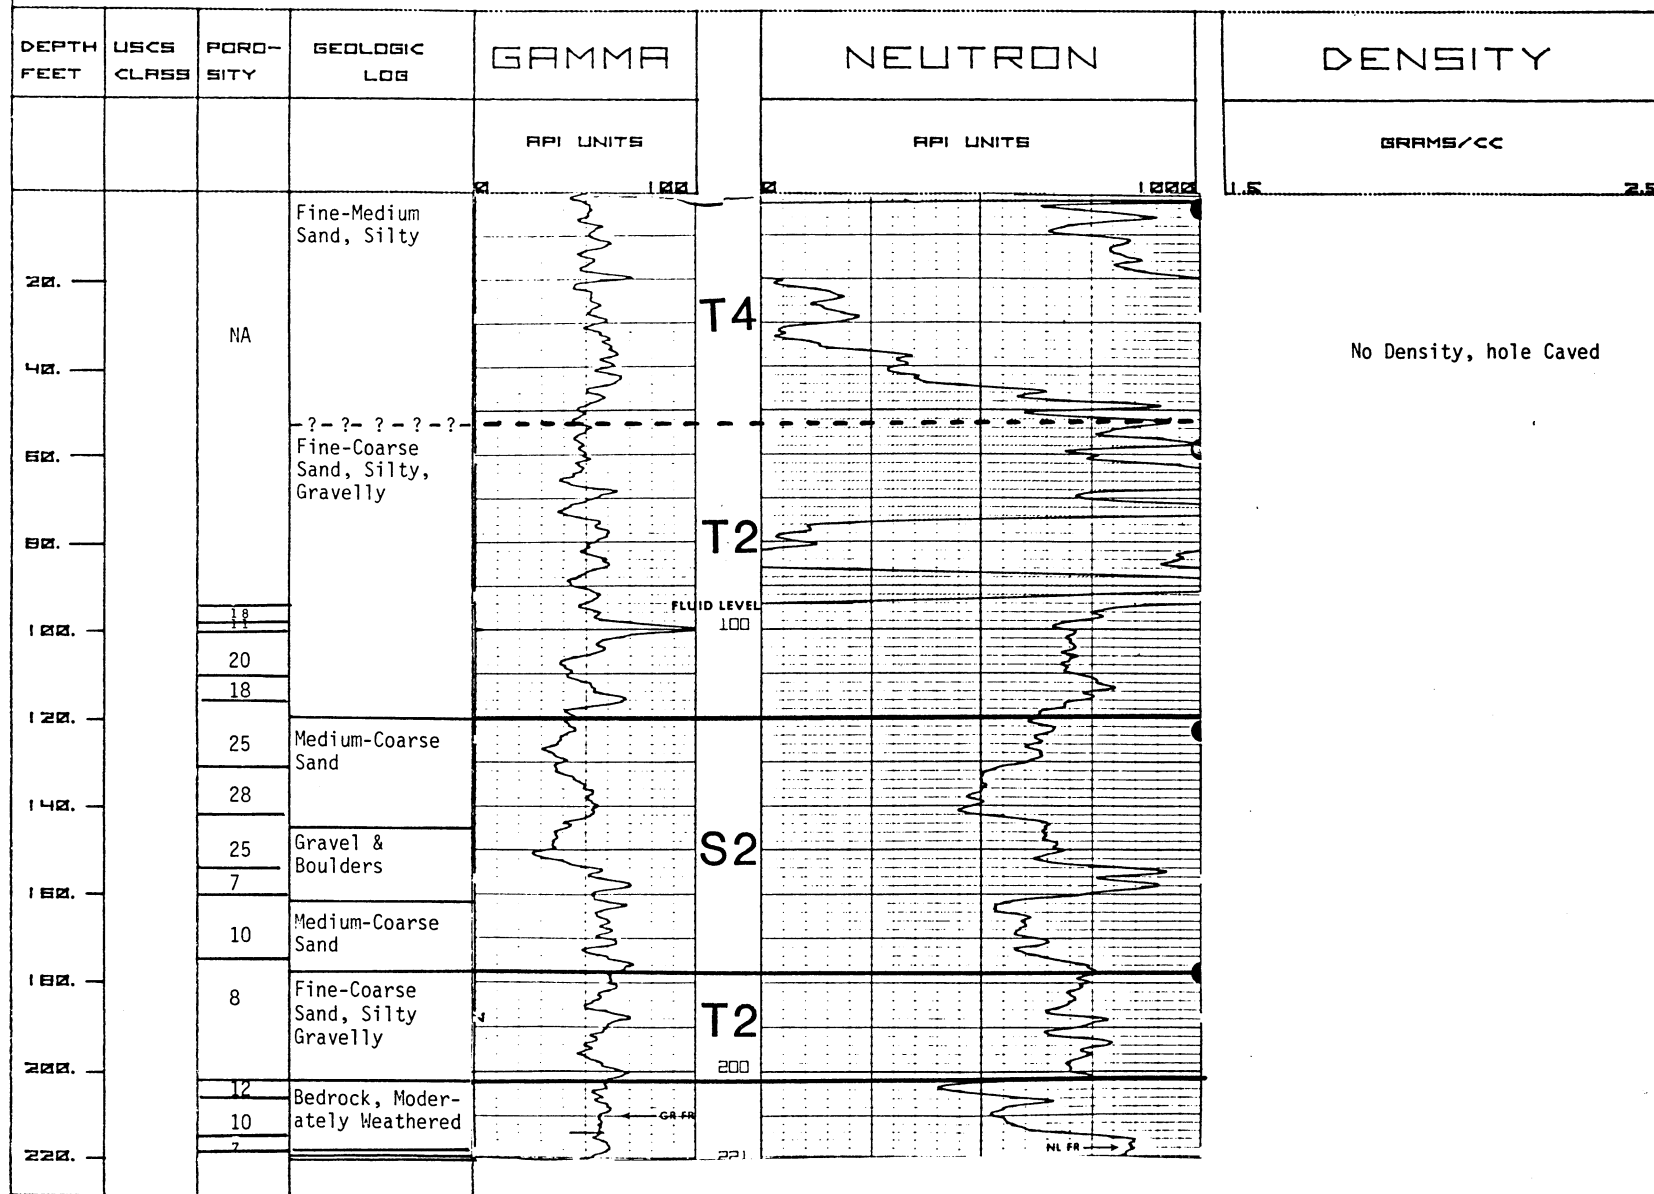 DEPTH FEET
USCS CLASS
PORO-SITY
GEOLOGIC LOG
GAMMA
NEUTRON
DENSITY
API UNITS
API UNITS
GRAMS/CC
0 100
0 1000
1.5 2.5
Fine-Medium
Sand, Silty
20.
T4
NA
No Density, hole Caved
40.
-?-?-?-?-?-
Fine-Coarse
Sand, Silty,
Gravelly
60.
T2
80.
FLUID LEVEL
18
11
100.
100
20
18
120.
25
Medium-Coarse
Sand
28
140.
25
Gravel &
Boulders
S2
7
160.
10
Medium-Coarse
Sand
180.
8
Fine-Coarse
Sand, Silty
Gravelly
T2
200.
200
12
Bedrock, Moder-
ately Weathered
10
GR FR
7
NL FR
220.
221